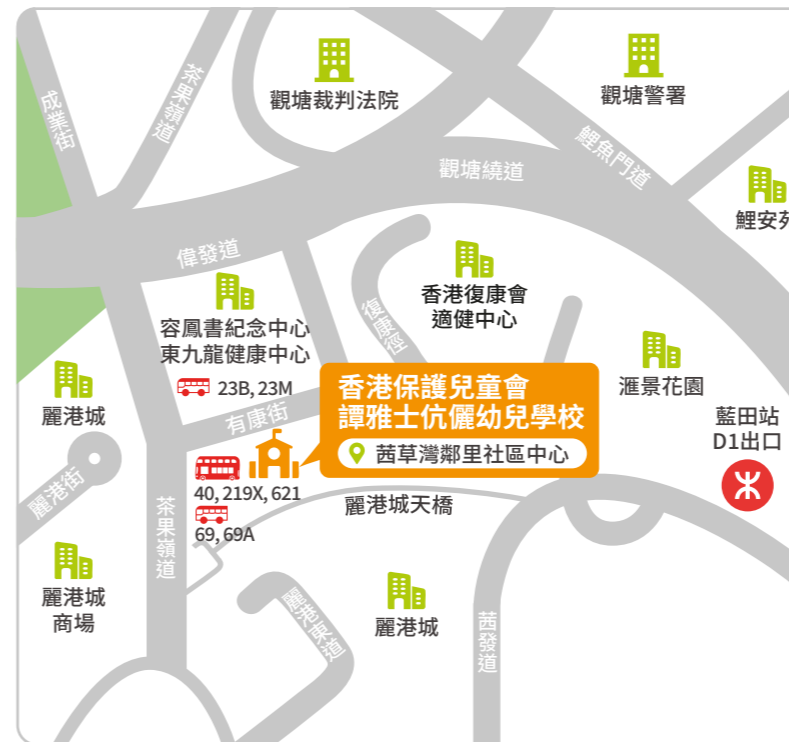 成業街
茶果嶺道
觀塘裁判法院
觀塘警署
鯉魚門道
觀塘繞道
鯉安苑
偉發道
容鳳書紀念中心
東九龍健康中心
23B, 23M
復康徑
香港復康會
適健中心
麗港城
有康街
香港保護兒童會
譚雅士伉儷幼兒學校
茜草灣鄰里社區中心
滙景花園
藍田站
D1出口
麗港街
40, 219X, 621
69, 69A
麗港城天橋
茶果嶺道
麗港城
商場
麗港東道
麗港城
茜發道